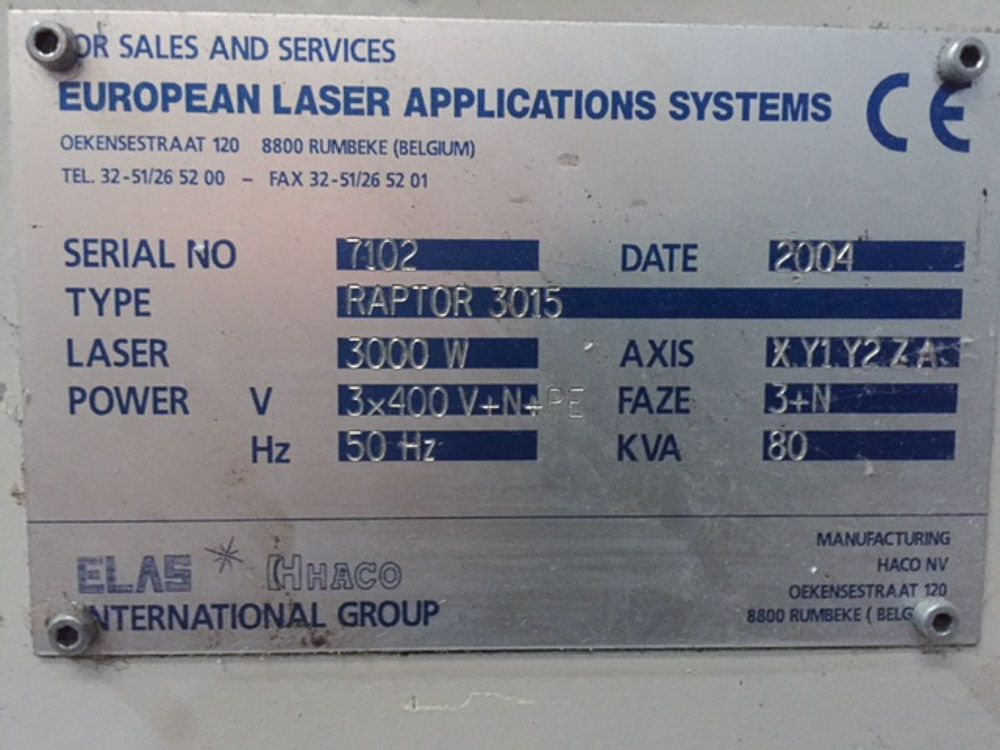 FOR SALES AND SERVICES
EUROPEAN LASER APPLICATIONS SYSTEMS CE
OEKENSESTRAAT 120 8800 RUMBEKE (BELGIUM)
TEL. 32-51/26 52 00 – FAX 32-51/26 52 01
SERIAL NO 7102 DATE 2004
TYPE RAPTOR 3015
LASER 3000 W AXIS X Y1 Y2 Z A
POWER V 3x400 V+N+PE FAZE 3+N
Hz 50 Hz KVA 80
ELAS HACO
INTERNATIONAL GROUP
MANUFACTURING
HACO NV
OEKENSESTRAAT 120
8800 RUMBEKE ( BELG